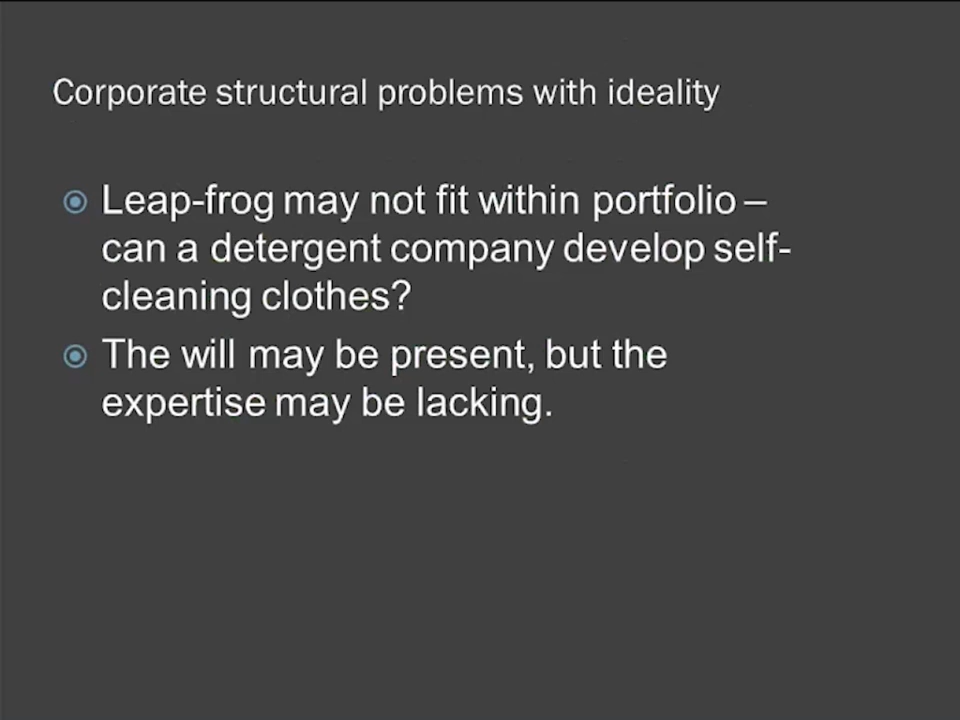 Corporate structural problems with ideality
Leap-frog may not fit within portfolio –
can a detergent company develop self-
cleaning clothes?
The will may be present, but the
expertise may be lacking.